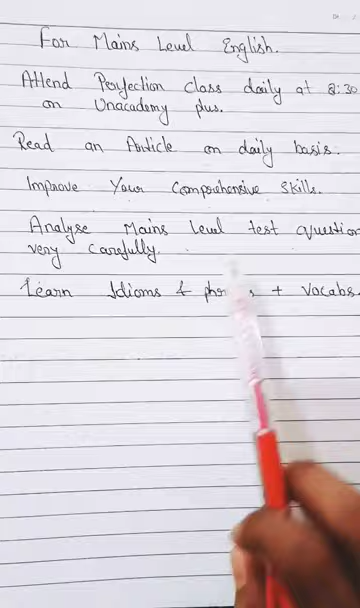 For Mains Level English.
Attend Perfection class daily at 8:30
on Unacademy plus.
Read an Article on daily basis.
Improve Your Comprehensive Skills.
Analyse Mains Level test question
very carefully.
Learn Idioms & + Vocabs.